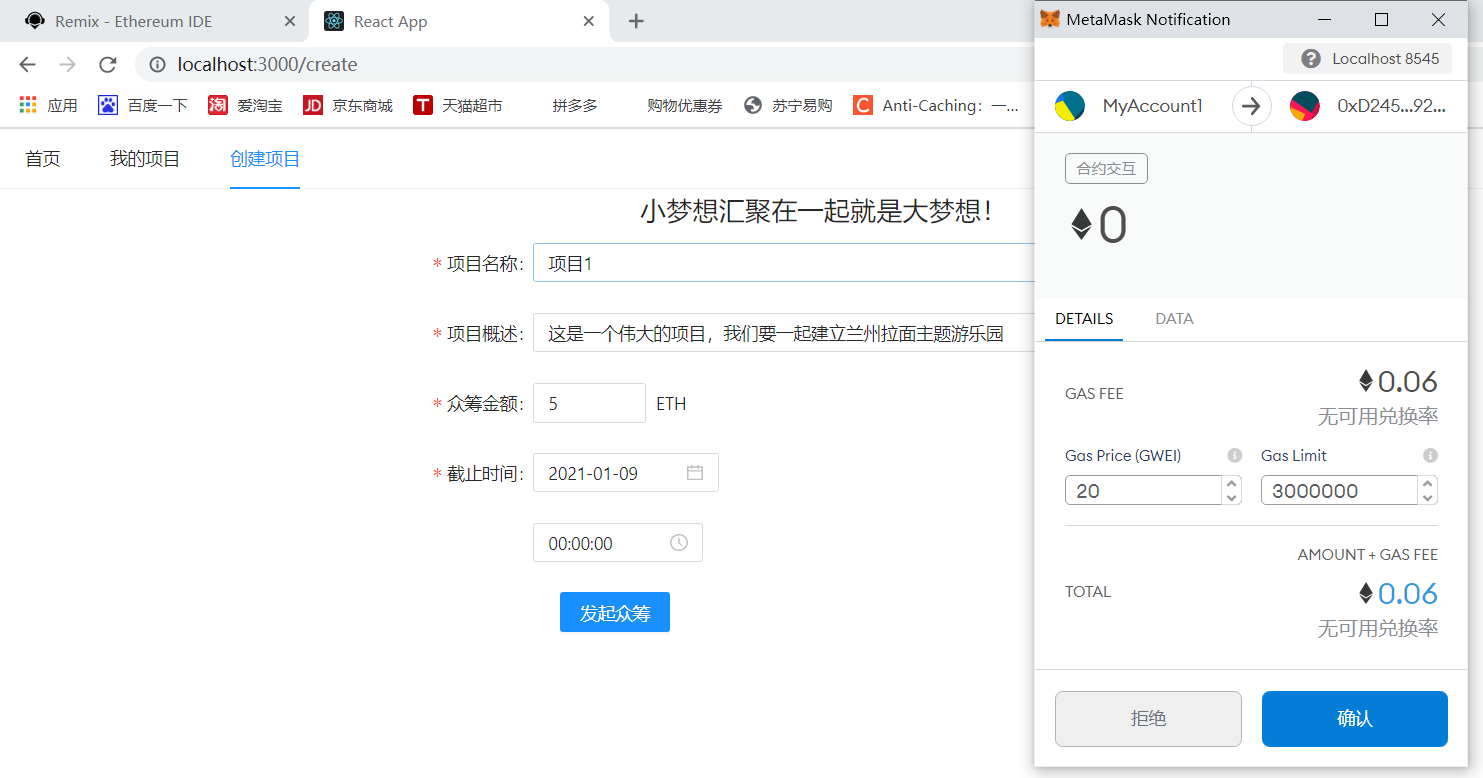 Remix - Ethereum IDE
React App
localhost:3000/create
应用 百度一下 爱淘宝 京东商城 天猫超市 拼多多 购物优惠券 苏宁易购 Anti-Caching：一...
首页 我的项目 创建项目
小梦想汇聚在一起就是大梦想！
* 项目名称: 项目1
* 项目概述: 这是一个伟大的项目，我们要一起建立兰州拉面主题游乐园
* 众筹金额: 5 ETH
* 截止时间: 2021-01-09
00:00:00
发起众筹
MetaMask Notification
Localhost 8545
MyAccount1 0xD245...92...
合约交互
0
DETAILS DATA
GAS FEE 0.06
无可用兑换率
Gas Price (GWEI) Gas Limit
20 3000000
AMOUNT + GAS FEE
TOTAL 0.06
无可用兑换率
拒绝 确认